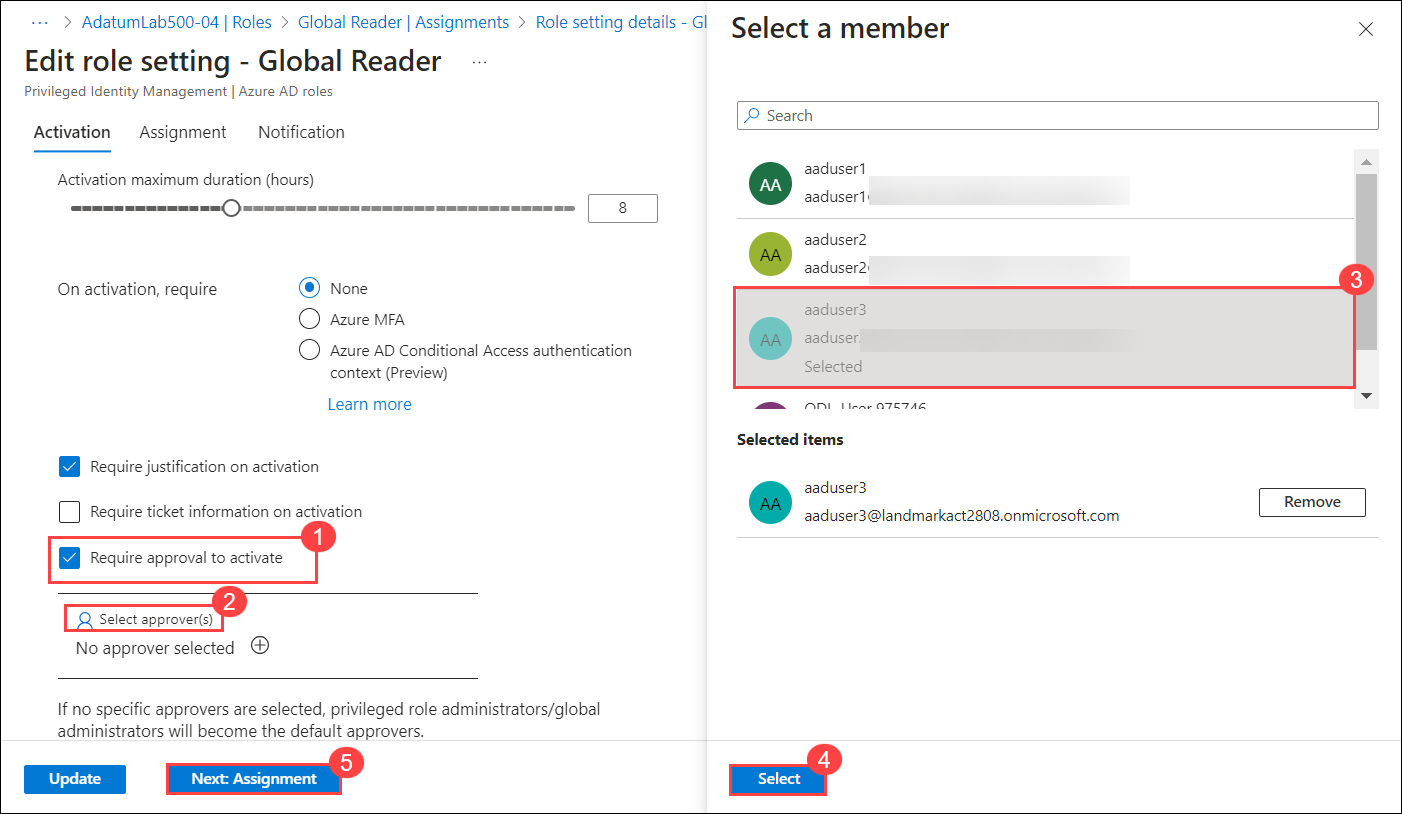 ··· > AdatumLab500-04 | Roles > Global Reader | Assignments > Role setting details - Gl
Edit role setting - Global Reader ···
Privileged Identity Management | Azure AD roles
Activation Assignment Notification
Activation maximum duration (hours)
8
On activation, require
None
Azure MFA
Azure AD Conditional Access authentication
context (Preview)
Learn more
Require justification on activation
Require ticket information on activation
1
Require approval to activate
2
Select approver(s)
No approver selected
If no specific approvers are selected, privileged role administrators/global
administrators will become the default approvers.
Update
Next: Assignment
5
Select a member
Search
AA
aaduser1
aaduser1
AA
aaduser2
aaduser2
3
AA
aaduser3
aaduser
Selected
ODL_User 975746
Selected items
AA
aaduser3
aaduser3@landmarkact2808.onmicrosoft.com
Remove
4
Select